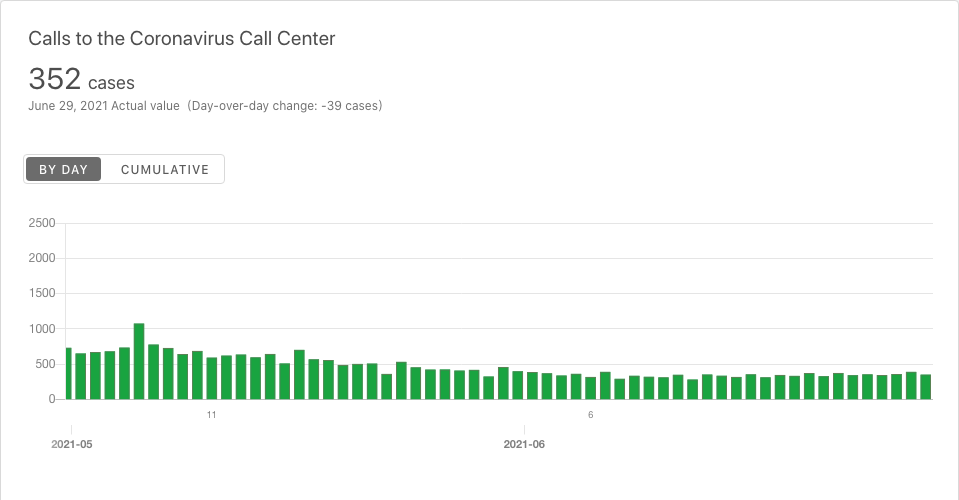 Calls to the Coronavirus Call Center
352 cases
June 29, 2021 Actual value (Day-over-day change: -39 cases)
BY DAY CUMULATIVE
2500
2000
1500
1000
500
0
11 6
2021-05 2021-06